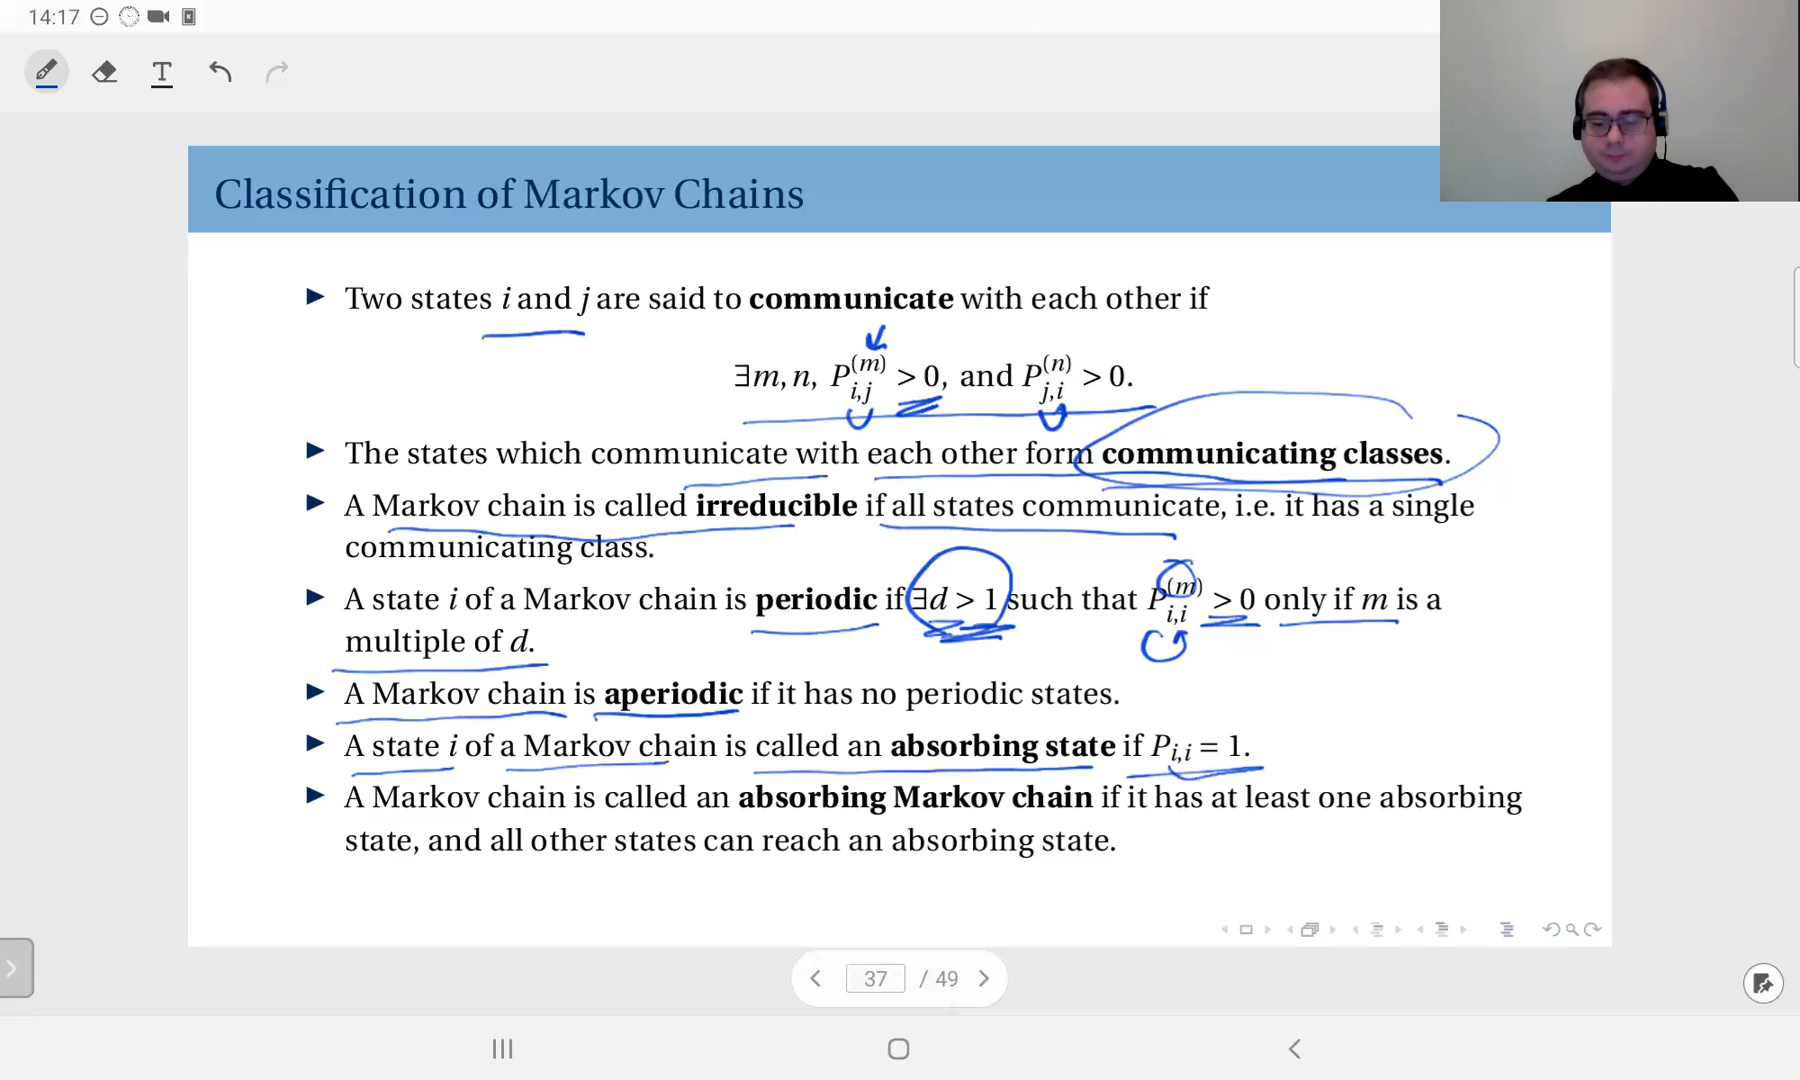 14:17
T
Classification of Markov Chains
▶ Two states i and j are said to communicate with each other if
∃m, n, P_{i,j}^{(m)} > 0, and P_{j,i}^{(n)} > 0.
▶ The states which communicate with each other form communicating classes.
▶ A Markov chain is called irreducible if all states communicate, i.e. it has a single
communicating class.
▶ A state i of a Markov chain is periodic if ∃d > 1 such that P_{i,i}^{(m)} > 0 only if m is a
multiple of d.
▶ A Markov chain is aperiodic if it has no periodic states.
▶ A state i of a Markov chain is called an absorbing state if P_{i,i} = 1.
▶ A Markov chain is called an absorbing Markov chain if it has at least one absorbing
state, and all other states can reach an absorbing state.
37 / 49